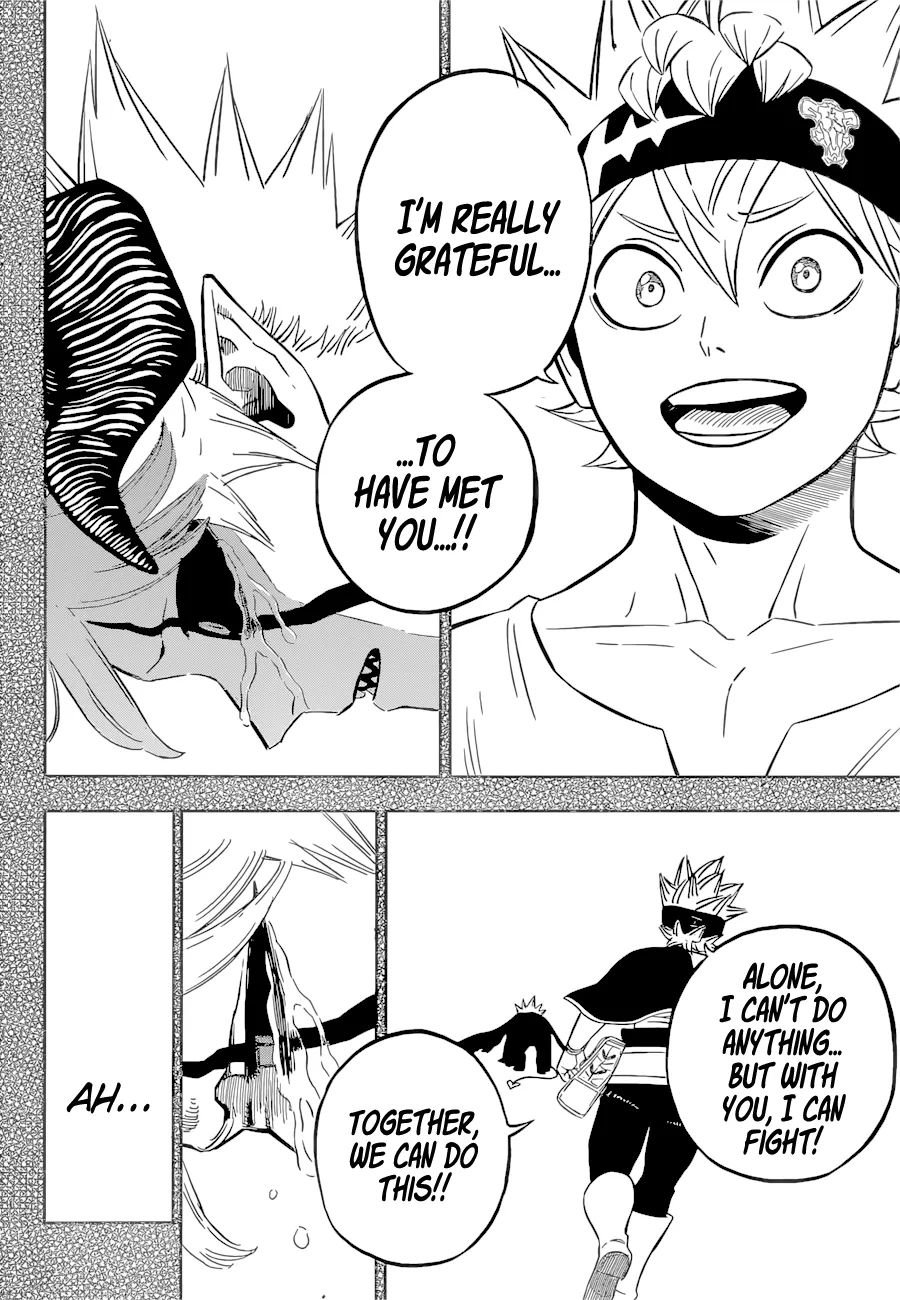 I'M REALLY
GRATEFUL...
...TO
HAVE MET
YOU...!!
ALONE,
I CAN'T DO
ANYTHING...
BUT WITH
YOU, I CAN
FIGHT!
TOGETHER,
WE CAN DO
THIS!!
AH...